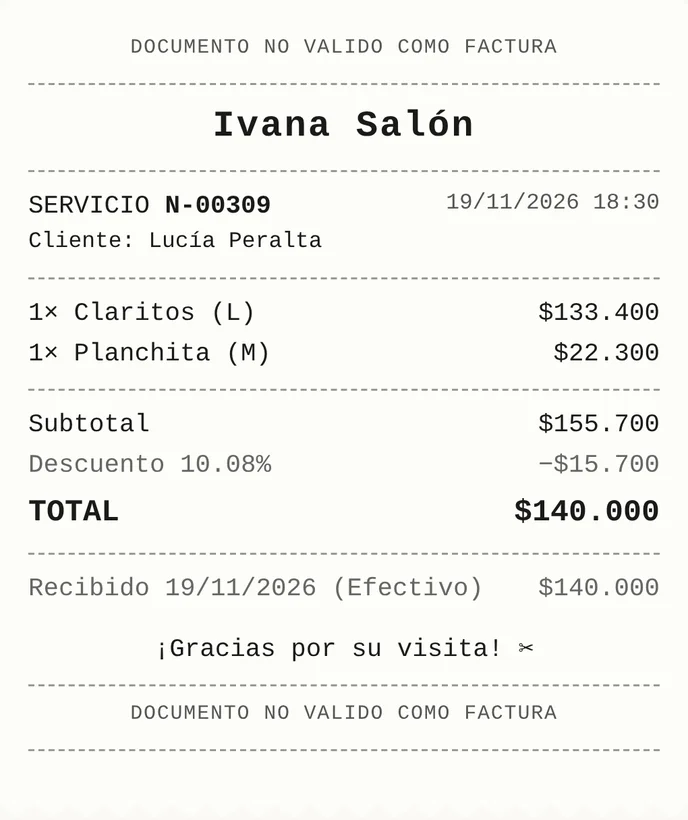 DOCUMENTO NO VALIDO COMO FACTURA
Ivana Salón
SERVICIO N-00309 19/11/2026 18:30
Cliente: Lucía Peralta
1× Claritos (L) $133.400
1× Planchita (M) $22.300
Subtotal $155.700
Descuento 10.08% −$15.700
TOTAL $140.000
Recibido 19/11/2026 (Efectivo) $140.000
¡Gracias por su visita! ✂
DOCUMENTO NO VALIDO COMO FACTURA